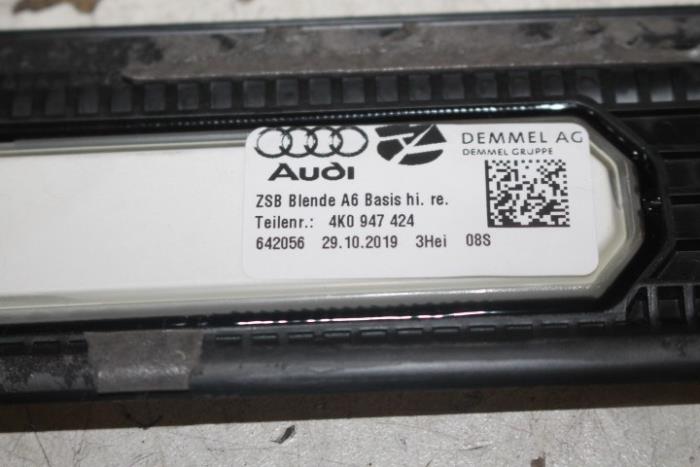 Audi
DEMMEL AG
DEMMEL GRUPPE
ZSB Blende A6 Basis hi. re.
Teilenr.: 4K0 947 424
642056 29.10.2019 3Hei 08S